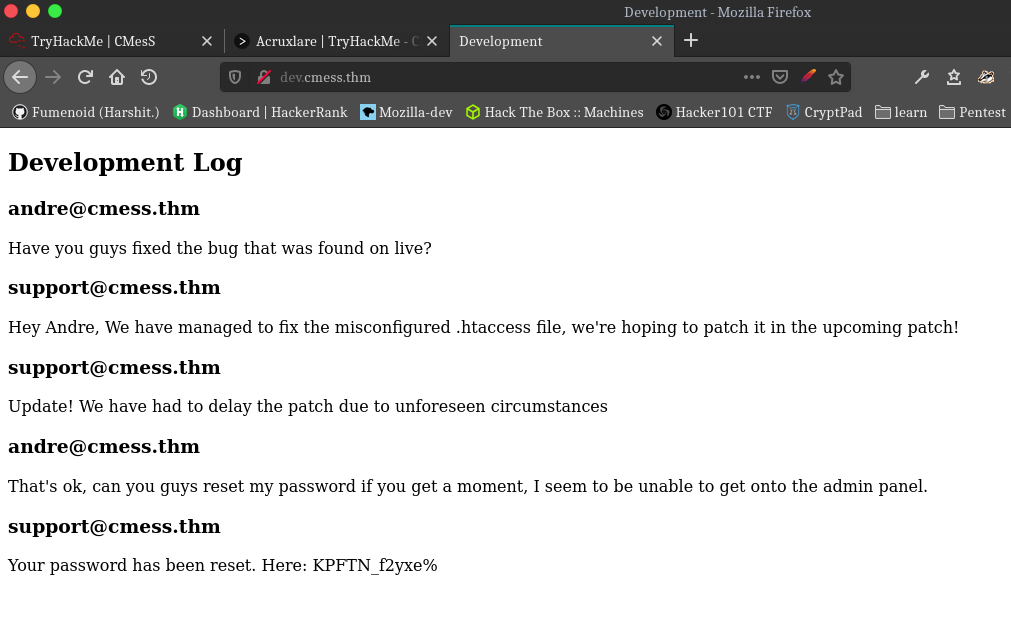 Development - Mozilla Firefox
TryHackMe | CMesS
Acruxlare | TryHackMe - C
Development
dev.cmess.thm
Fumenoid (Harshit.) Dashboard | HackerRank Mozilla-dev Hack The Box :: Machines Hacker101 CTF CryptPad learn Pentest
Development Log
andre@cmess.thm
Have you guys fixed the bug that was found on live?
support@cmess.thm
Hey Andre, We have managed to fix the misconfigured .htaccess file, we're hoping to patch it in the upcoming patch!
support@cmess.thm
Update! We have had to delay the patch due to unforeseen circumstances
andre@cmess.thm
That's ok, can you guys reset my password if you get a moment, I seem to be unable to get onto the admin panel.
support@cmess.thm
Your password has been reset. Here: KPFTN_f2yxe%